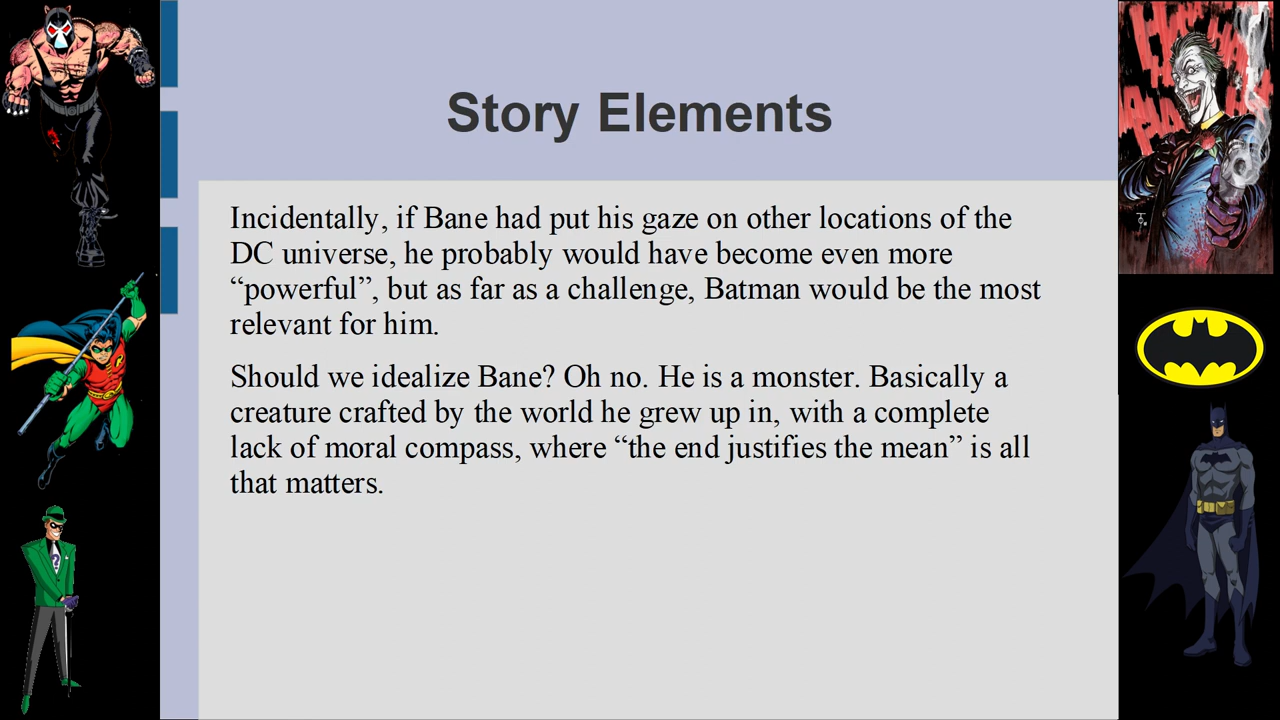 Story Elements
Incidentally, if Bane had put his gaze on other locations of the
DC universe, he probably would have become even more
“powerful”, but as far as a challenge, Batman would be the most
relevant for him.
Should we idealize Bane? Oh no. He is a monster. Basically a
creature crafted by the world he grew up in, with a complete
lack of moral compass, where “the end justifies the mean” is all
that matters.